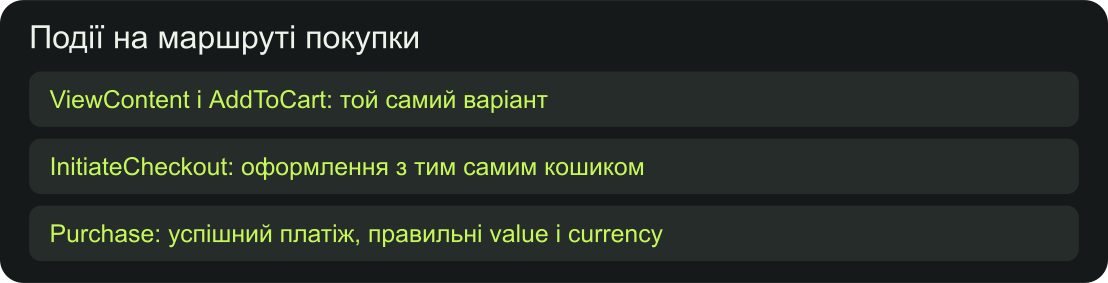 Події на маршруті покупки
ViewContent і AddToCart: той самий варіант
InitiateCheckout: оформлення з тим самим кошиком
Purchase: успішний платіж, правильні value і currency